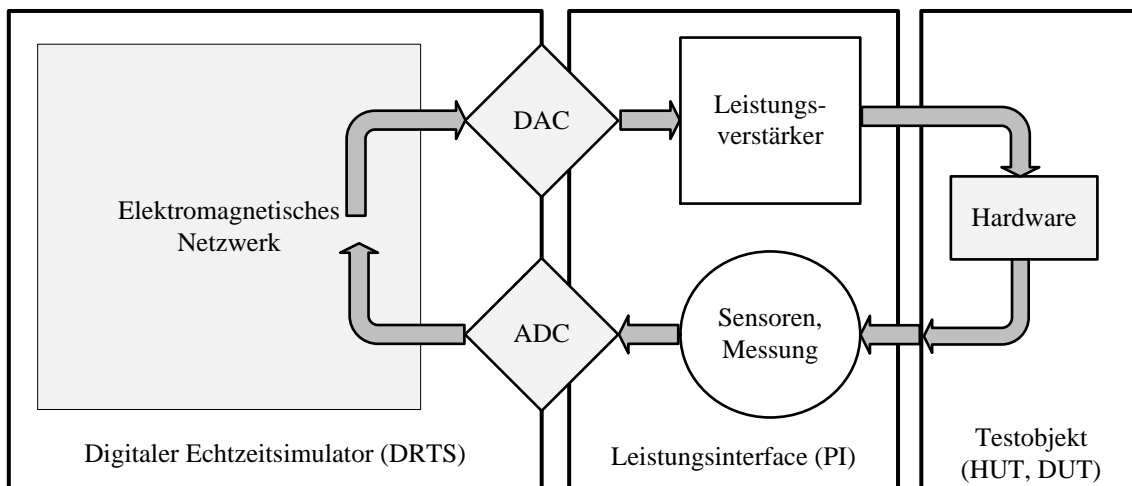 DAC
Leistungs-
verstärker
Elektromagnetisches
Netzwerk
Hardware
ADC
Sensoren,
Messung
Digitaler Echtzeitsimulator (DRTS)
Leistungsinterface (PI)
Testobjekt
(HUT, DUT)